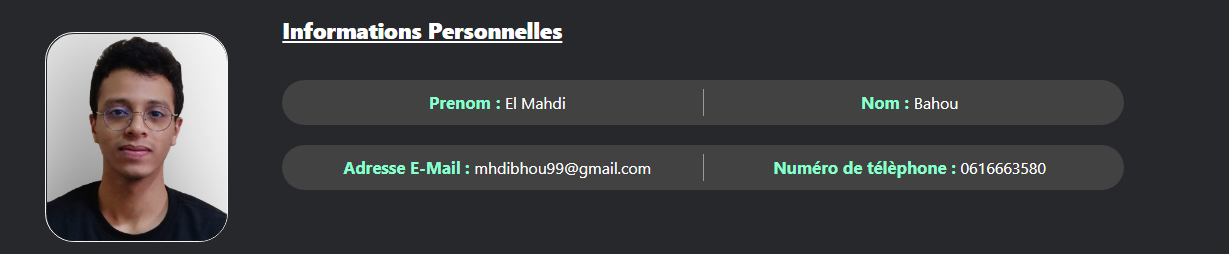 Informations Personnelles
Prenom : El Mahdi
Nom : Bahou
Adresse E-Mail : mhdibhou99@gmail.com
Numéro de télèphone : 0616663580